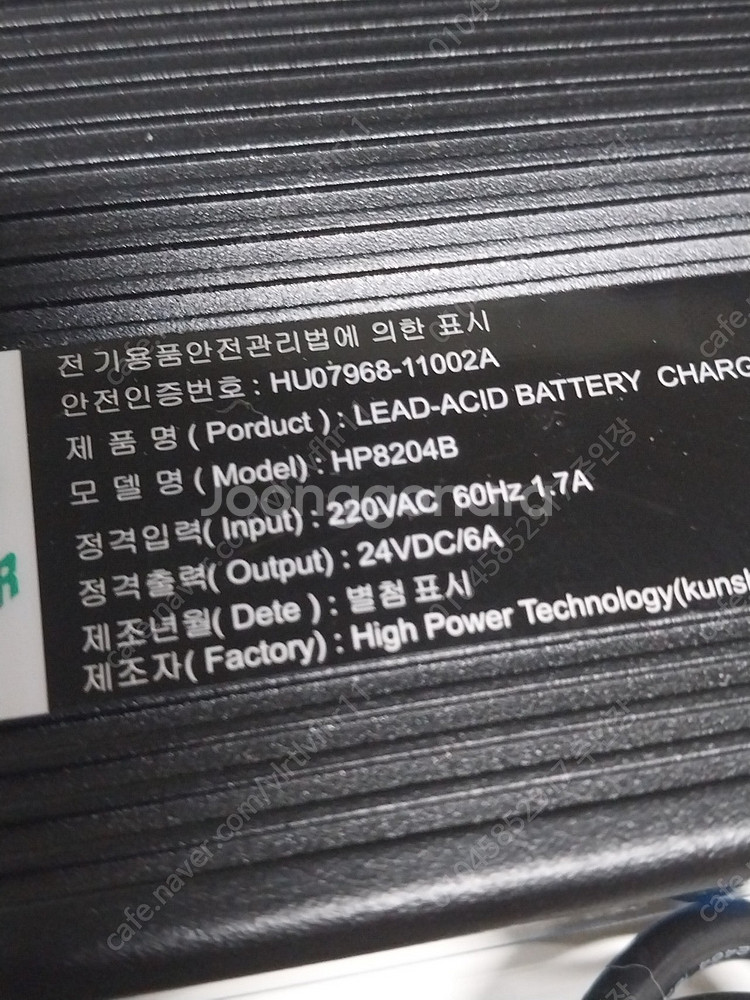 전기용품안전관리법에 의한 표시
안전인증번호 : HU07968-11002A
제 품 명 ( Porduct ) : LEAD-ACID BATTERY CHARG
모 델 명 ( Model) : HP8204B
정격입력( Input) : 220VAC 60Hz 1.7A
정격출력( Output) : 24VDC/6A
제조년월( Dete ) : 별첨 표시
제조자( Factory) : High Power Technology(kuns
R
Joonggonara